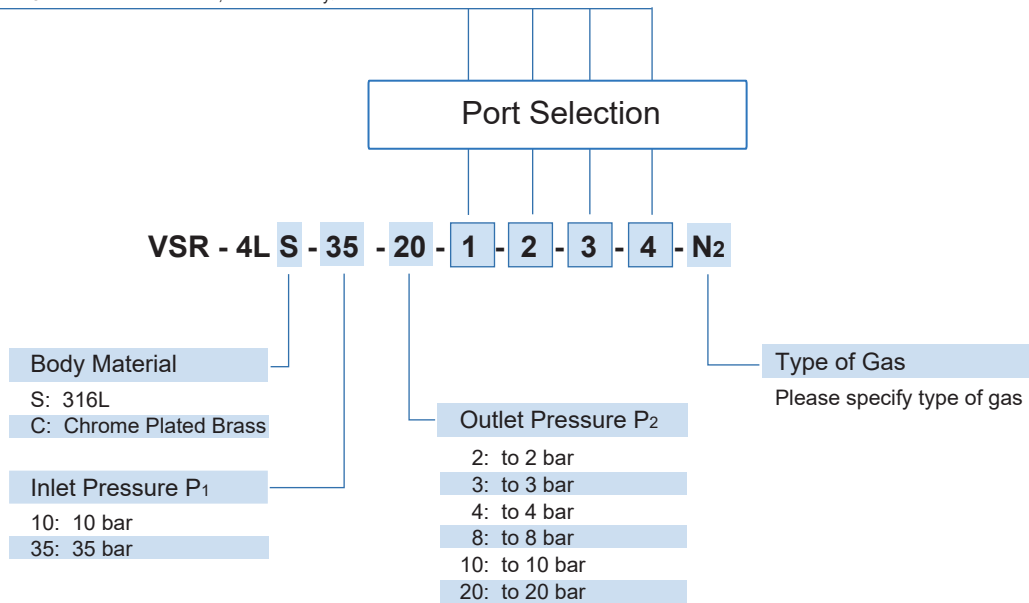 Port Selection
VSR - 4L S - 35 - 20 - 1 - 2 - 3 - 4 - N2
Body Material
S: 316L
C: Chrome Plated Brass
Inlet Pressure P1
10: 10 bar
35: 35 bar
Outlet Pressure P2
2: to 2 bar
3: to 3 bar
4: to 4 bar
8: to 8 bar
10: to 10 bar
20: to 20 bar
Type of Gas
Please specify type of gas